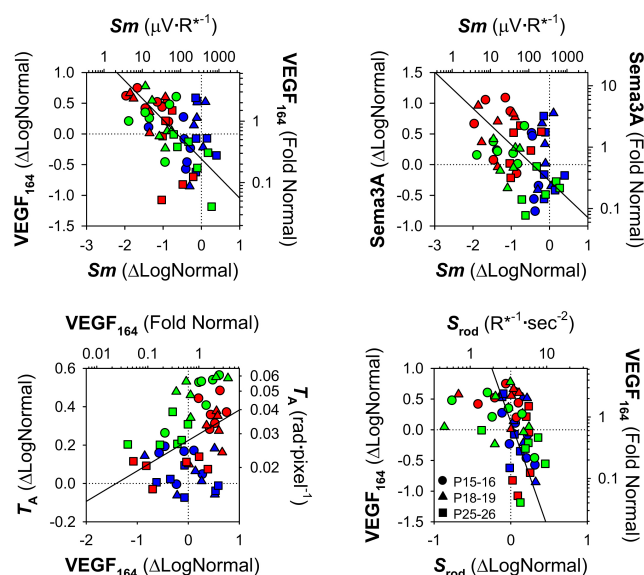 Sm (μV·R*⁻¹)
1 10 100 1000
VEGF₁₆₄ (ΔLogNormal)
1.0
0.5
0.0
-0.5
-1.0
-1.5
1
0.1
VEGF₁₆₄ (Fold Normal)
-3 -2 -1 0 1
Sm (ΔLogNormal)
Sm (μV·R*⁻¹)
1 10 100 1000
Sema3A (ΔLogNormal)
1.5
1.0
0.5
0.0
-0.5
-1.0
10
1
0.1
Sema3A (Fold Normal)
-3 -2 -1 0 1
Sm (ΔLogNormal)
VEGF₁₆₄ (Fold Normal)
0.01 0.1 1
T_A (ΔLogNormal)
0.6
0.4
0.2
0.0
-0.2
0.06
0.05
0.04
0.03
0.02
T_A (rad·pixel⁻¹)
-2 -1 0 1
VEGF₁₆₄ (ΔLogNormal)
S_rod (R*⁻¹·sec⁻²)
1 10
VEGF₁₆₄ (ΔLogNormal)
1.0
0.5
0.0
-0.5
-1.0
-1.5
1
0.1
VEGF₁₆₄ (Fold Normal)
P15-16
P18-19
P25-26
-1 0 1
S_rod (ΔLogNormal)